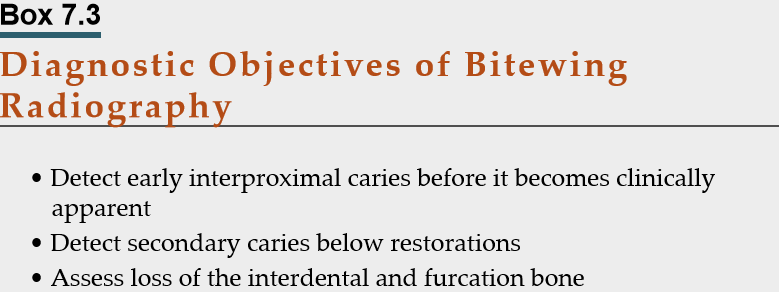 Box 7.3
Diagnostic Objectives of Bitewing
Radiography
• Detect early interproximal caries before it becomes clinically
apparent
• Detect secondary caries below restorations
• Assess loss of the interdental and furcation bone